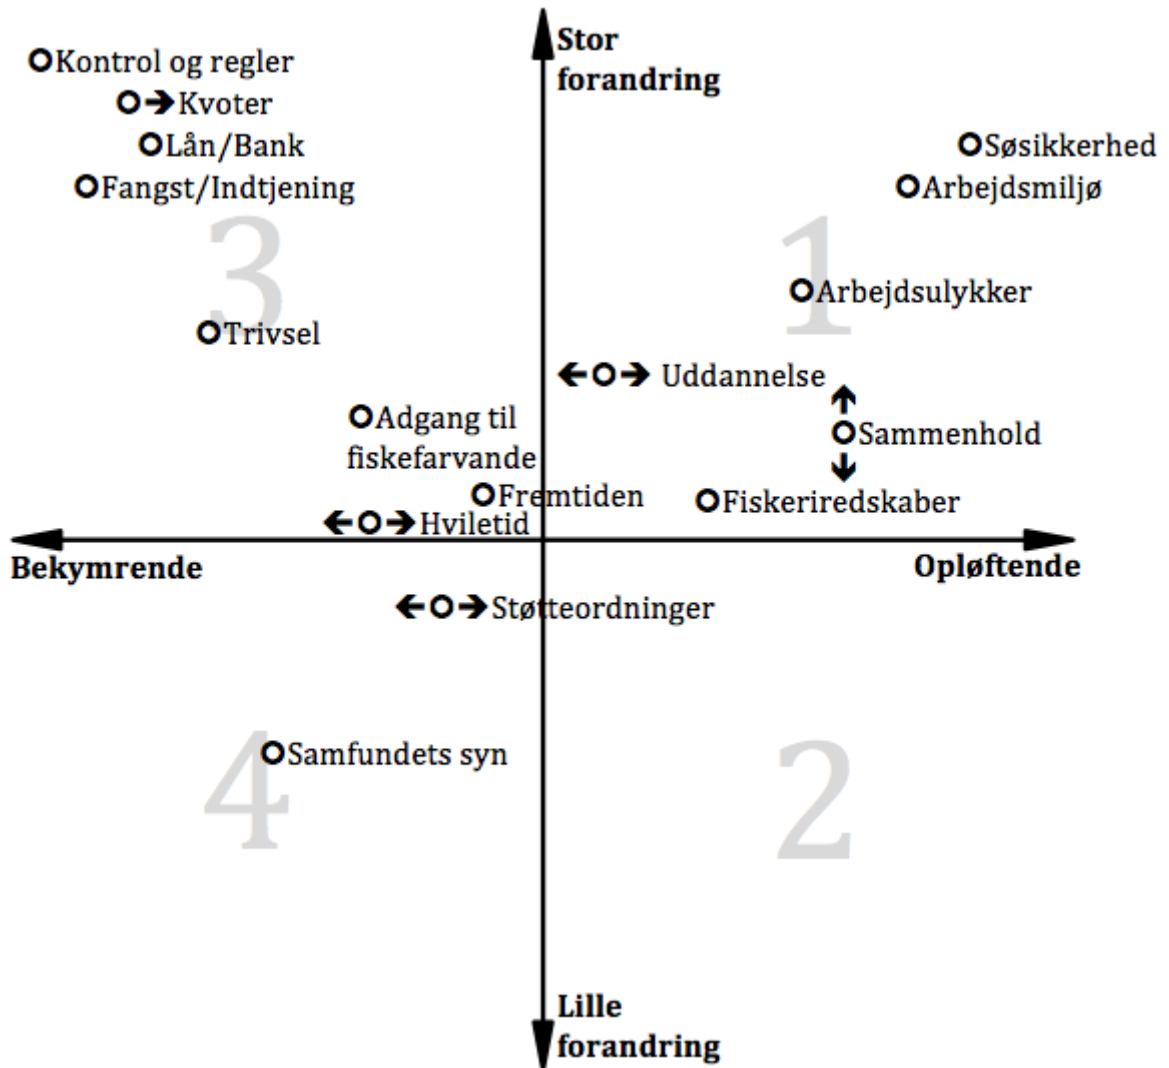 Stor
forandring
Kontrol og regler
Kvoter
Lån/Bank
Søsikkerhed
Fangst/Indtjening
Arbejdsmiljø
3
1
Arbejdsulykker
Trivsel
Uddannelse
Adgang til
fiskefarvande
Sammenhold
Fremtiden
Fiskeriredskaber
Hviletid
Bekymrende
Opløftende
Støtteordninger
Samfundets syn
4
2
Lille
forandring